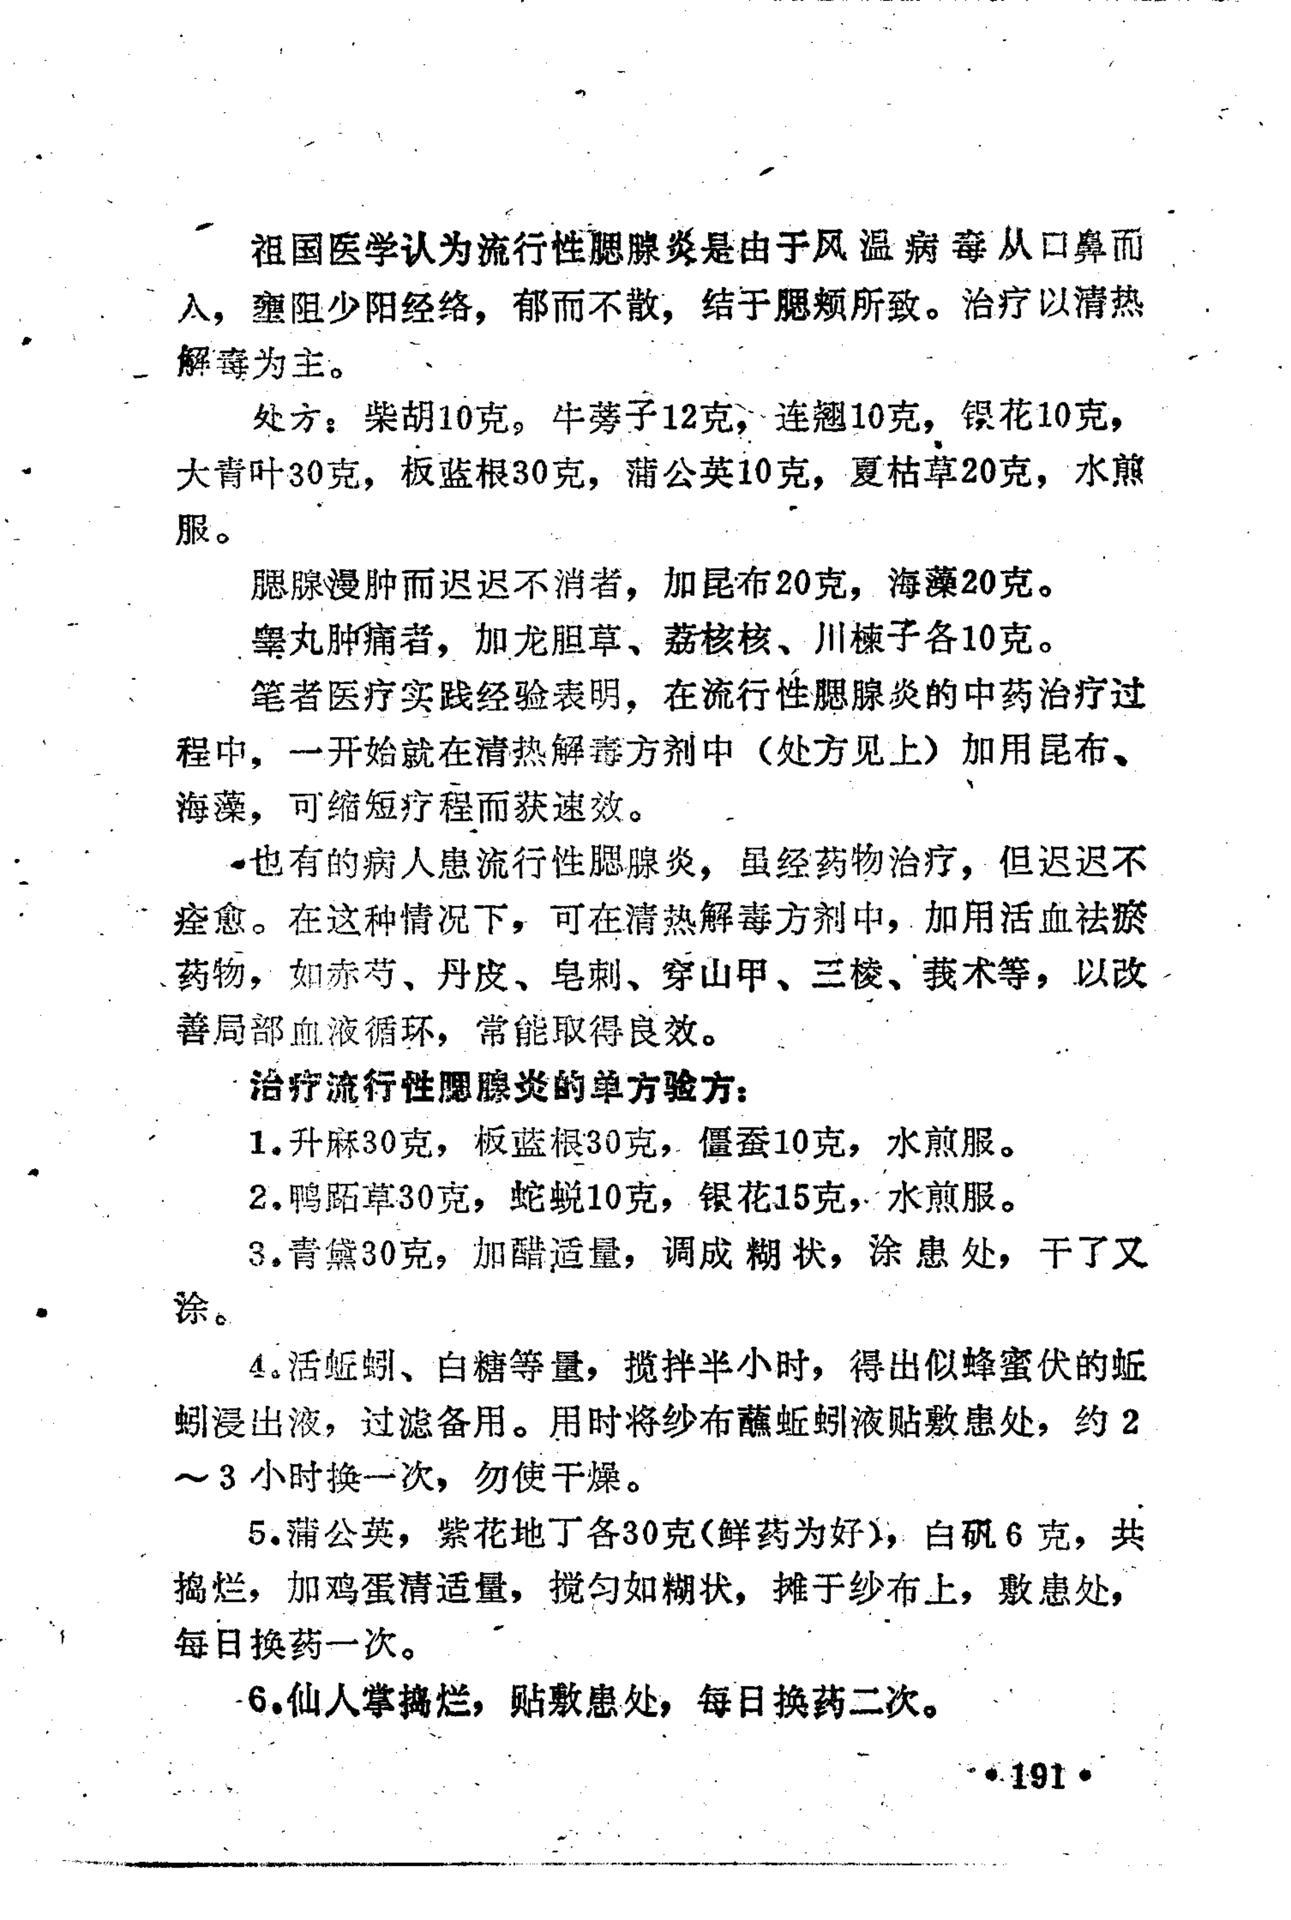 祖国医学认为流行性腮腺炎是由于风温病毒从口鼻而
入，壅阻少阳经络，郁而不散，结于腮颊所致。治疗以清热
解毒为主。
处方：柴胡10克，牛蒡子12克，连翘10克，银花10克，
大青叶30克，板蓝根30克，蒲公英10克，夏枯草20克，水煎
服。
腮腺漫肿而迟迟不消者，加昆布20克，海藻20克。
睾丸肿痛者，加龙胆草、荔核核、川楝子各10克。
笔者医疗实践经验表明，在流行性腮腺炎的中药治疗过
程中，一开始就在清热解毒方剂中（处方见上）加用昆布、
海藻，可缩短疗程而获速效。
也有的病人患流行性腮腺炎，虽经药物治疗，但迟迟不
痊愈。在这种情况下，可在清热解毒方剂中，加用活血祛瘀
药物，如赤芍、丹皮、皂刺、穿山甲、三棱、莪术等，以改
善局部血液循环，常能取得良效。
治疗流行性腮腺炎的单方验方：
1.升麻30克，板蓝根30克，僵蚕10克，水煎服。
2.鸭跖草30克，蛇蜕10克，银花15克，水煎服。
3.青黛30克，加醋适量，调成糊状，涂患处，干了又
涂。
4.活蚯蚓、白糖等量，搅拌半小时，得出似蜂蜜伏的蚯
蚓浸出液，过滤备用。用时将纱布蘸蚯蚓液贴敷患处，约2
～3小时换一次，勿使干燥。
5.蒲公英，紫花地丁各30克(鲜药为好)，白矾6克，共
捣烂，加鸡蛋清适量，搅匀如糊状，摊于纱布上，敷患处，
每日换药一次。
6.仙人掌捣烂，贴敷患处，每日换药二次。
•191•